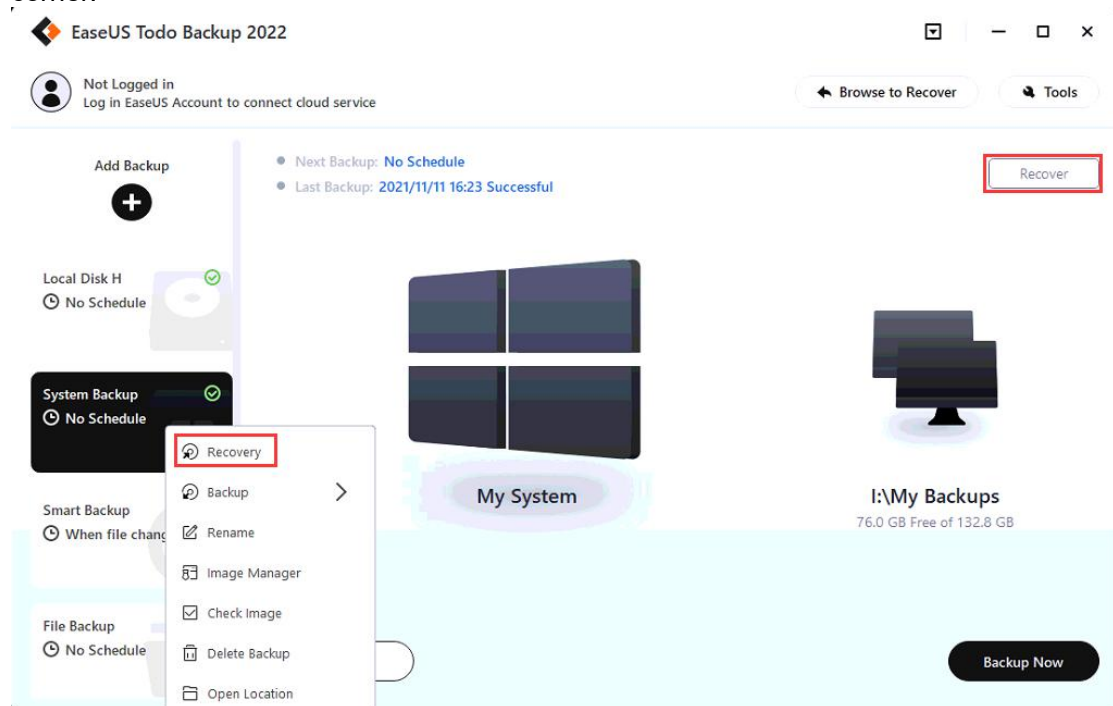 EaseUS Todo Backup 2022
Not Logged in
Log in EaseUS Account to connect cloud service
Browse to Recover
Tools
Add Backup
Next Backup: No Schedule
Last Backup: 2021/11/11 16:23 Successful
Recover
Local Disk H
No Schedule
System Backup
No Schedule
Recovery
Backup
Rename
Image Manager
Check Image
Delete Backup
Open Location
Smart Backup
When file chang
File Backup
No Schedule
My System
I:\My Backups
76.0 GB Free of 132.8 GB
Backup Now